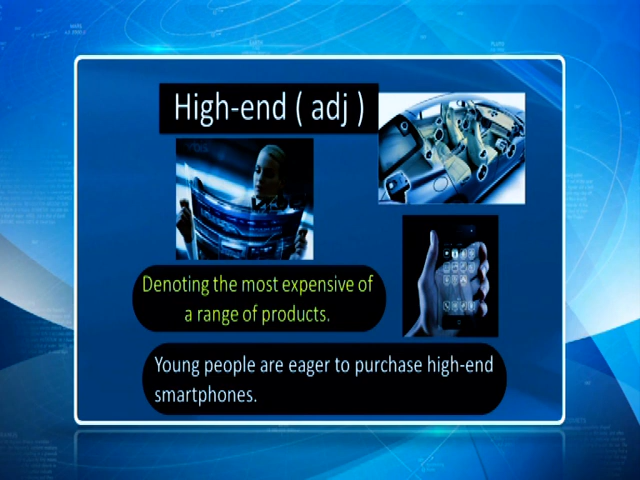 High-end ( adj )
Denoting the most expensive of
a range of products.
Young people are eager to purchase high-end
smartphones.